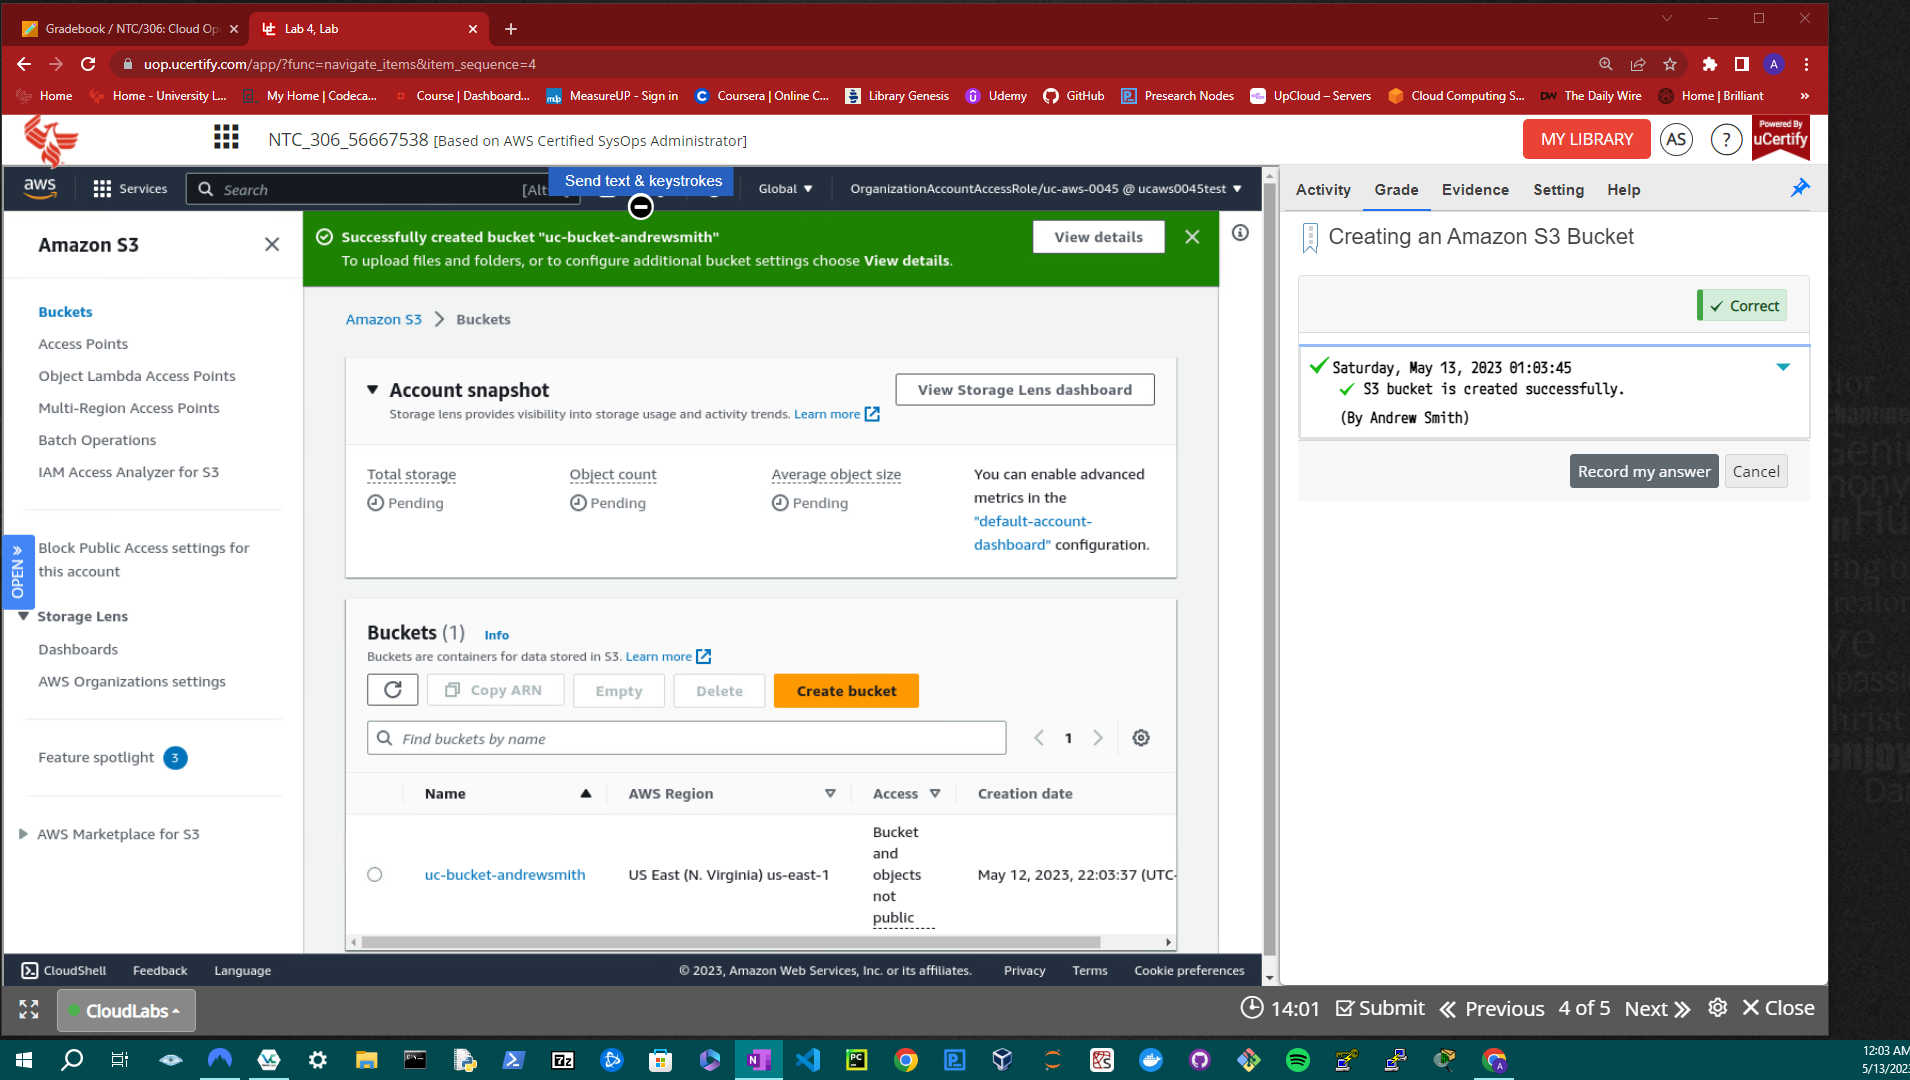 Gradebook / NTC/306: Cloud Op
Lab 4, Lab
uop.ucertify.com/app/?func=navigate_items&item_sequence=4
A
Home
Home - University L...
My Home | Codeca...
Course | Dashboard...
MeasureUP - Sign in
Coursera | Online C...
Library Genesis
Udemy
GitHub
Presearch Nodes
UpCloud – Servers
Cloud Computing S...
The Daily Wire
Home | Brilliant
»
NTC_306_56667538 [Based on AWS Certified SysOps Administrator]
MY LIBRARY
AS
?
Powered By
uCertify
aws
Services
Search
[Alt
Send text & keystrokes
Global
OrganizationAccountAccessRole/uc-aws-0045 @ ucaws0045test
Activity
Grade
Evidence
Setting
Help
Amazon S3
Buckets
Access Points
Object Lambda Access Points
Multi-Region Access Points
Batch Operations
IAM Access Analyzer for S3
Block Public Access settings for
this account
OPEN »
Storage Lens
Dashboards
AWS Organizations settings
Feature spotlight 3
AWS Marketplace for S3
Successfully created bucket "uc-bucket-andrewsmith"
To upload files and folders, or to configure additional bucket settings choose View details.
View details
Amazon S3
Buckets
Account snapshot
Storage lens provides visibility into storage usage and activity trends. Learn more
View Storage Lens dashboard
Total storage
Pending
Object count
Pending
Average object size
Pending
You can enable advanced
metrics in the
"default-account-
dashboard" configuration.
Buckets (1) Info
Buckets are containers for data stored in S3. Learn more
Copy ARN
Empty
Delete
Create bucket
Find buckets by name
1
Name
AWS Region
Access
Creation date
uc-bucket-andrewsmith
US East (N. Virginia) us-east-1
Bucket
and
objects
not
public
May 12, 2023, 22:03:37 (UTC-
CloudShell
Feedback
Language
© 2023, Amazon Web Services, Inc. or its affiliates.
Privacy
Terms
Cookie preferences
Creating an Amazon S3 Bucket
Correct
Saturday, May 13, 2023 01:03:45
S3 bucket is created successfully.
(By Andrew Smith)
Record my answer
Cancel
CloudLabs
14:01
Submit
Previous
4 of 5
Next
Close
12:03 AM
5/13/202